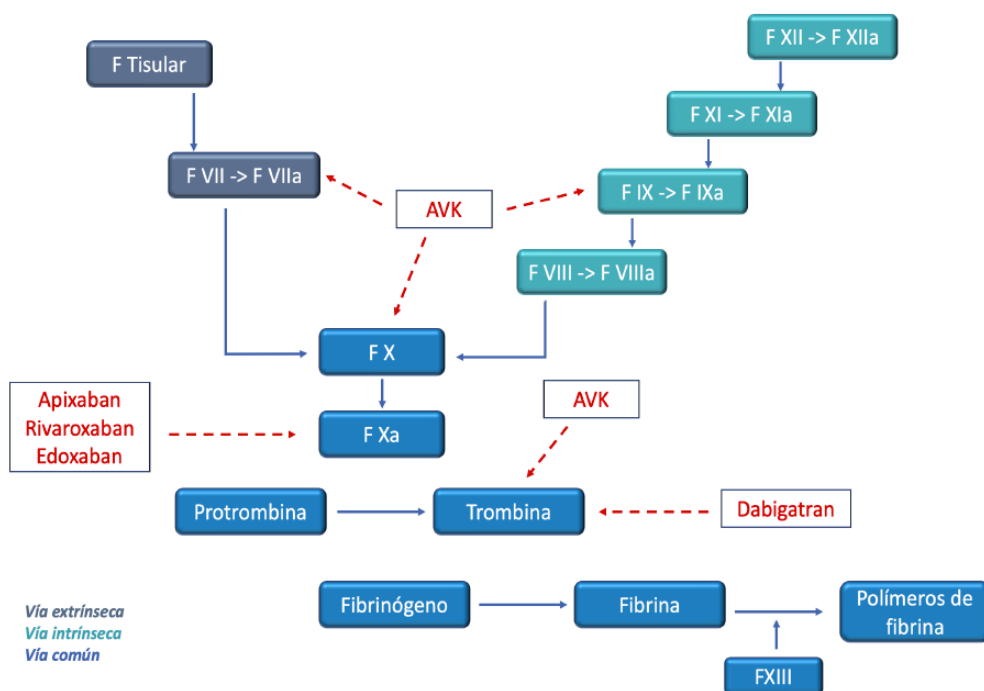 F XII -> F XIIa
F Tisular
F XI -> F XIa
F VII -> F VIIa
F IX -> F IXa
AVK
F VIII -> F VIIIa
F X
Apixaban
Rivaroxaban
Edoxaban
AVK
F Xa
Protrombina
Trombina
Dabigatran
Fibrinógeno
Fibrina
Polímeros de
fibrina
Vía extrínseca
Vía intrínseca
Vía común
FXIII